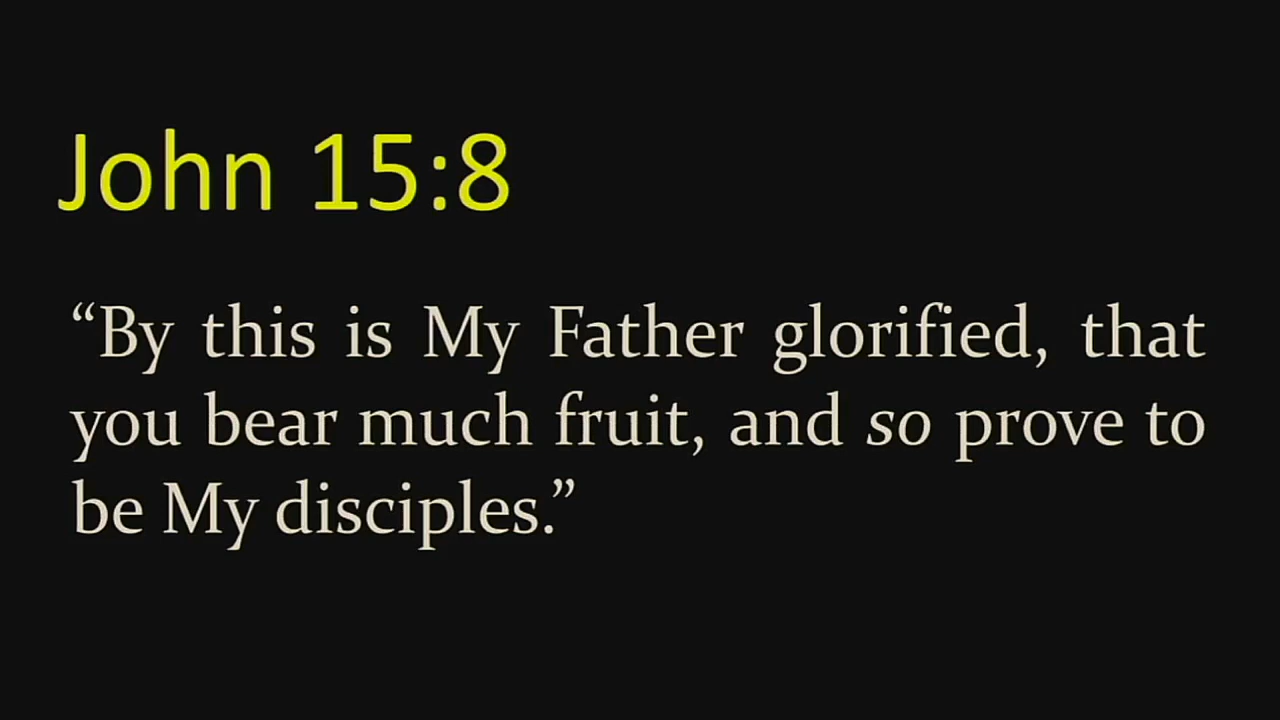 John 15:8
“By this is My Father glorified, that
you bear much fruit, and so prove to
be My disciples.”